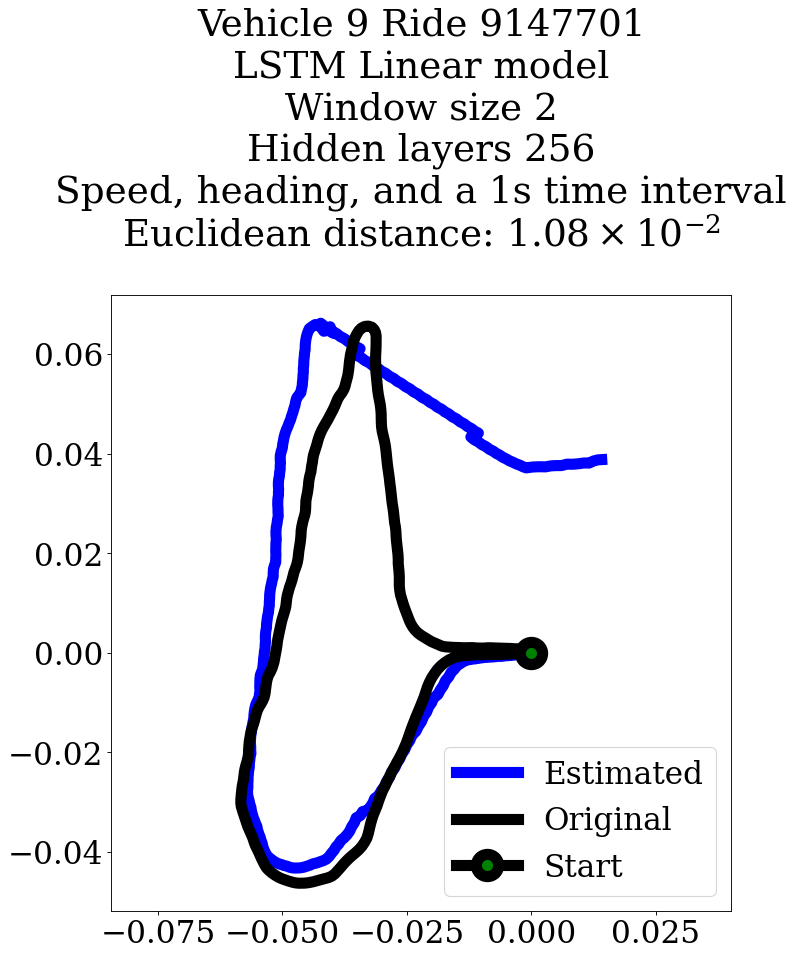 Vehicle 9 Ride 9147701
LSTM Linear model
Window size 2
Hidden layers 256
Speed, heading, and a 1s time interval
Euclidean distance: 1.08 × 10⁻²
0.06
0.04
0.02
0.00
−0.02
−0.04
Estimated
Original
Start
−0.075 −0.050 −0.025 0.000 0.025